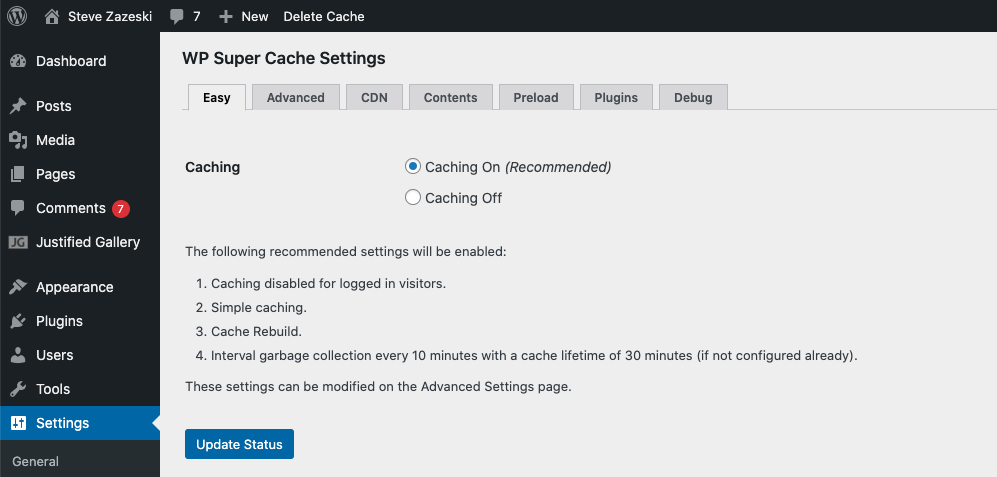 Steve Zazeski 7 New Delete Cache
Dashboard
Posts
Media
Pages
Comments 7
JG Justified Gallery
Appearance
Plugins
Users
Tools
Settings
General
WP Super Cache Settings
Easy Advanced CDN Contents Preload Plugins Debug
Caching Caching On (Recommended)
Caching Off
The following recommended settings will be enabled:
1. Caching disabled for logged in visitors.
2. Simple caching.
3. Cache Rebuild.
4. Interval garbage collection every 10 minutes with a cache lifetime of 30 minutes (if not configured already).
These settings can be modified on the Advanced Settings page.
Update Status